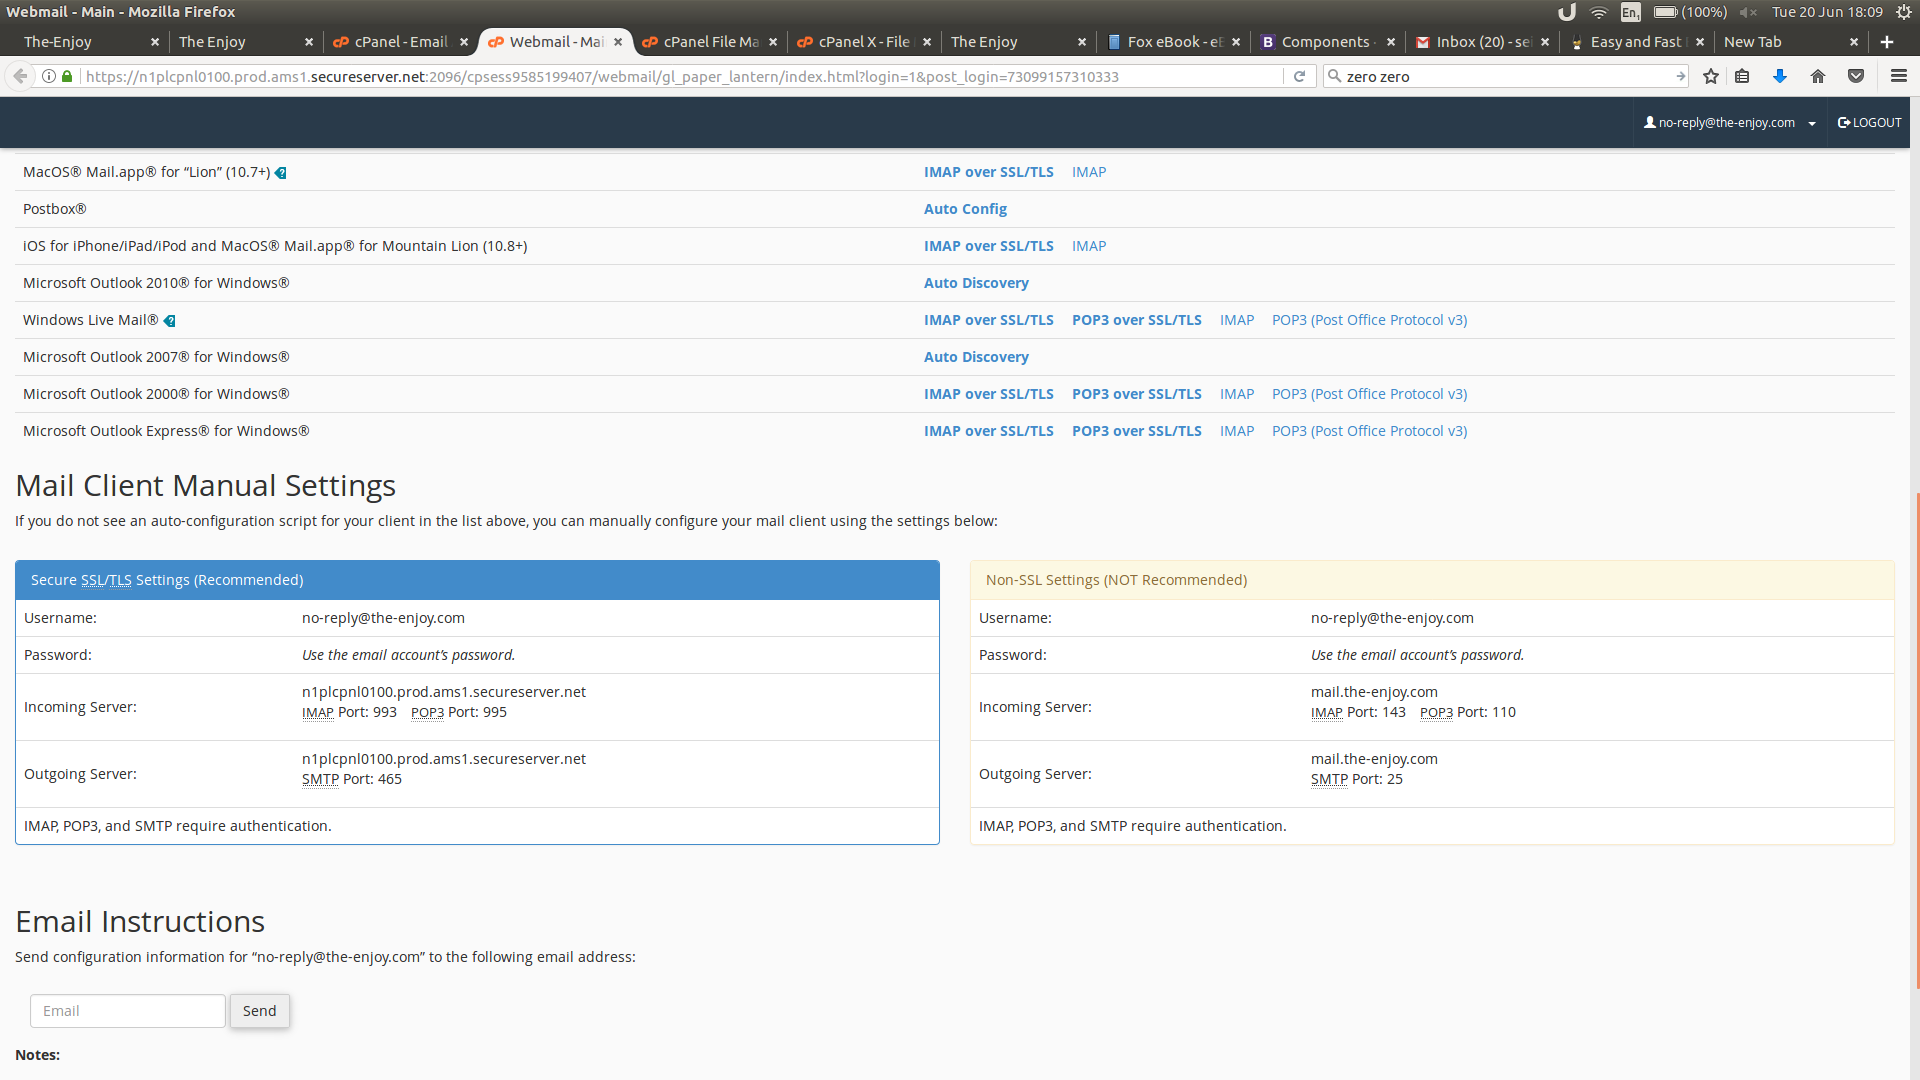 Webmail - Main - Mozilla Firefox
En1 (100%) Tue 20 Jun 18:09
The-Enjoy The Enjoy cPanel - Email Webmail - Mai cPanel File Ma cPanel X - File The Enjoy Fox eBook - eB Components - Inbox (20) - se Easy and Fast New Tab
https://n1plcpnl0100.prod.ams1.secureserver.net:2096/cpsess9585199407/webmail/gl_paper_lantern/index.html?login=1&post_login=73099157310333 zero zero
no-reply@the-enjoy.com LOGOUT
MacOS® Mail.app® for “Lion” (10.7+) IMAP over SSL/TLS IMAP
Postbox® Auto Config
iOS for iPhone/iPad/iPod and MacOS® Mail.app® for Mountain Lion (10.8+) IMAP over SSL/TLS IMAP
Microsoft Outlook 2010® for Windows® Auto Discovery
Windows Live Mail® IMAP over SSL/TLS POP3 over SSL/TLS IMAP POP3 (Post Office Protocol v3)
Microsoft Outlook 2007® for Windows® Auto Discovery
Microsoft Outlook 2000® for Windows® IMAP over SSL/TLS POP3 over SSL/TLS IMAP POP3 (Post Office Protocol v3)
Microsoft Outlook Express® for Windows® IMAP over SSL/TLS POP3 over SSL/TLS IMAP POP3 (Post Office Protocol v3)
Mail Client Manual Settings
If you do not see an auto-configuration script for your client in the list above, you can manually configure your mail client using the settings below:
Secure SSL/TLS Settings (Recommended)
Username: no-reply@the-enjoy.com
Password: Use the email account’s password.
Incoming Server: n1plcpnl0100.prod.ams1.secureserver.net
IMAP Port: 993 POP3 Port: 995
Outgoing Server: n1plcpnl0100.prod.ams1.secureserver.net
SMTP Port: 465
IMAP, POP3, and SMTP require authentication.
Non-SSL Settings (NOT Recommended)
Username: no-reply@the-enjoy.com
Password: Use the email account’s password.
Incoming Server: mail.the-enjoy.com
IMAP Port: 143 POP3 Port: 110
Outgoing Server: mail.the-enjoy.com
SMTP Port: 25
IMAP, POP3, and SMTP require authentication.
Email Instructions
Send configuration information for “no-reply@the-enjoy.com” to the following email address:
Email Send
Notes: